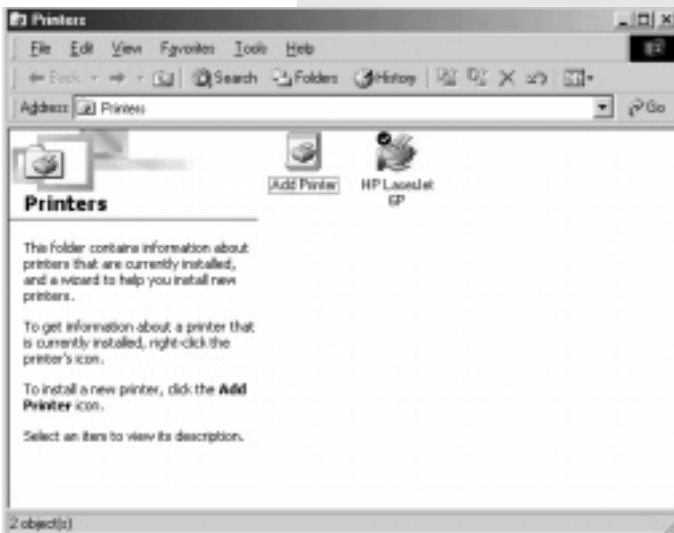 Printers
File Edit View Favorites Tools Help
Back Search Folders History
Address Printers Go
Add Printer HP LaserJet
6P
Printers
This folder contains information about
printers that are currently installed,
and a wizard to help you install new
printers.
To get information about a printer that
is currently installed, right-click the
printer's icon.
To install a new printer, click the Add
Printer icon.
Select an item to view its description.
2 object(s)